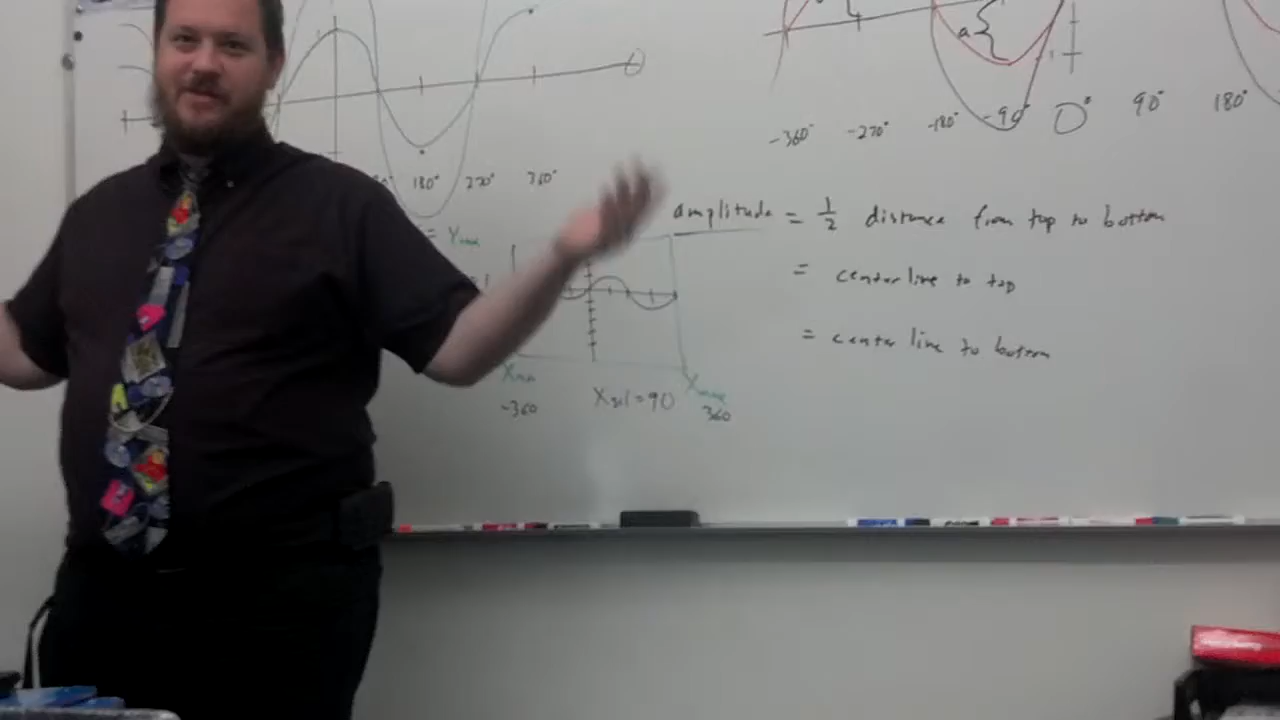 -360° -270° -180° -90° 0° 90° 180°
a
180° 270° 360°
amplitude = 1/2 distance from top to bottom
= center line to top
= center line to bottom
= Ymax
Xmin Xmax
-360 Xscl=90 360